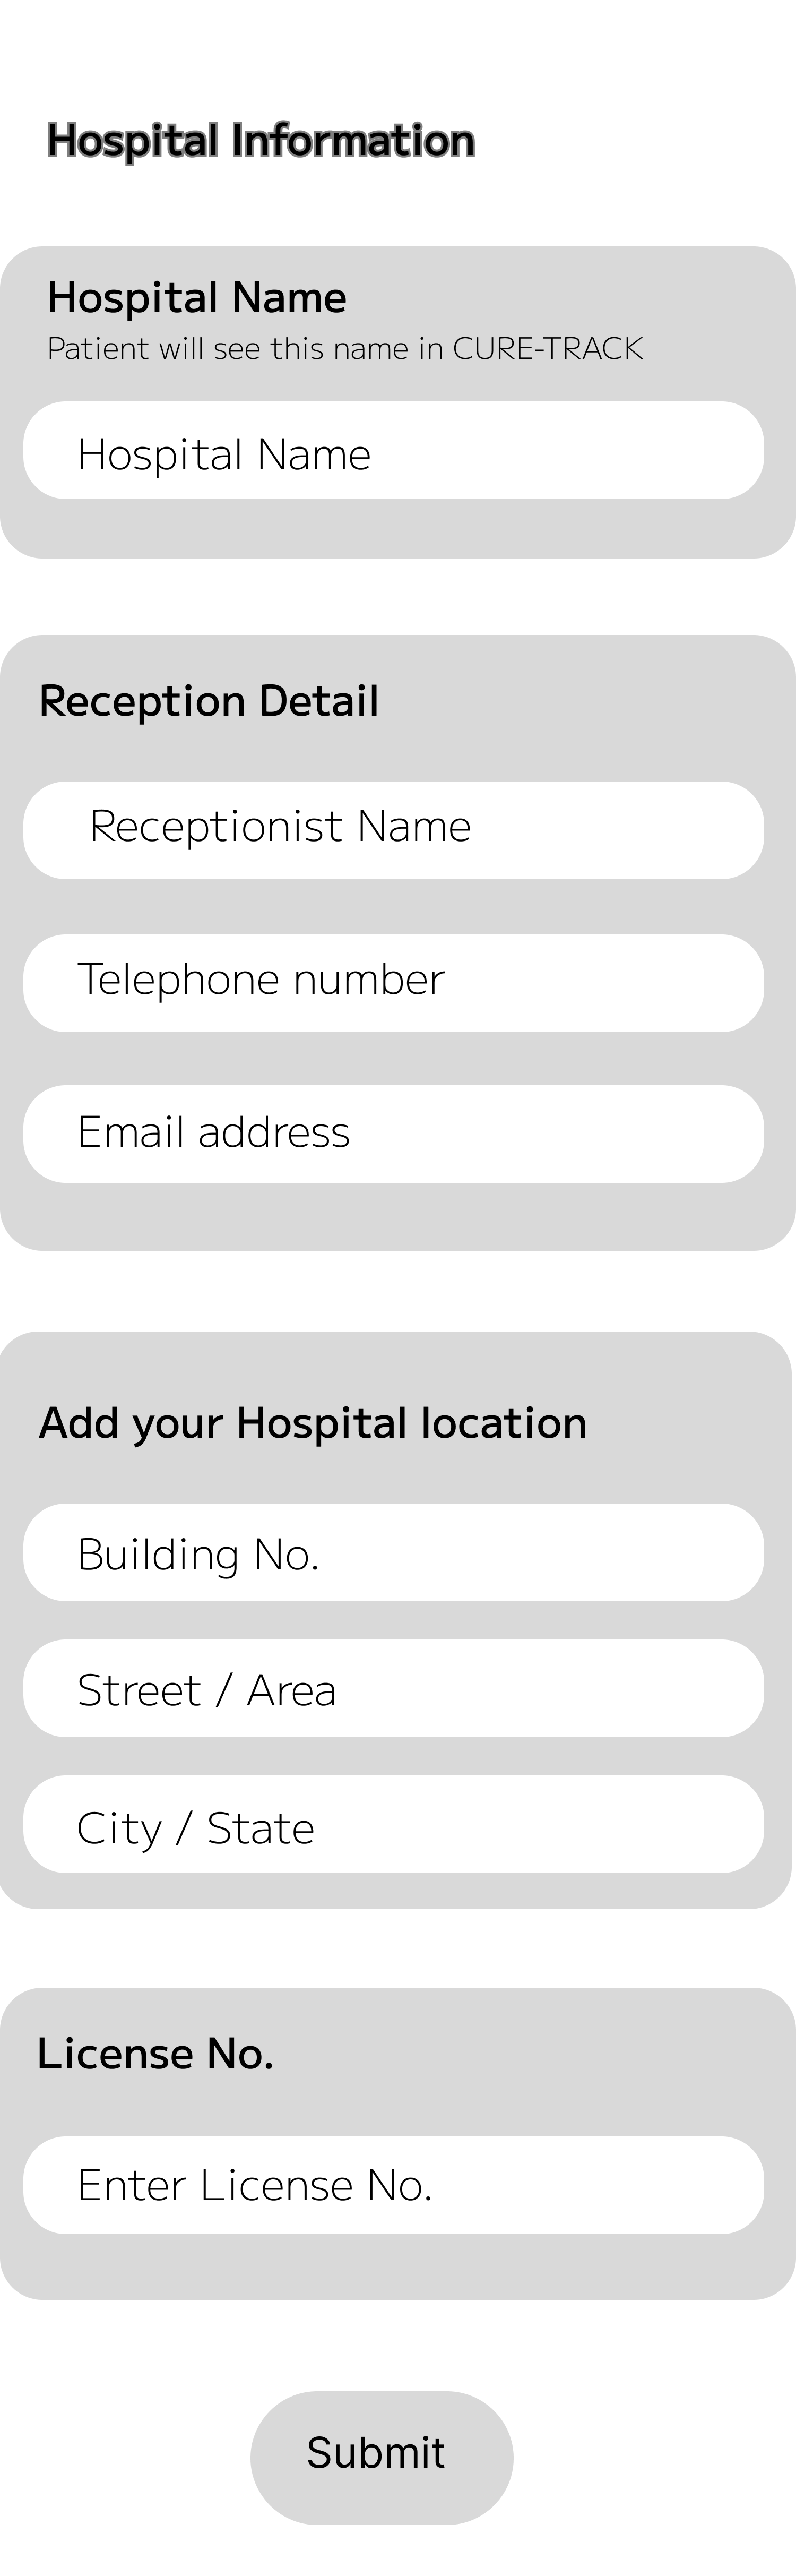 Hospital Information
Hospital Name
Patient will see this name in CURE-TRACK
Hospital Name
Reception Detail
Receptionist Name
Telephone number
Email address
Add your Hospital location
Building No.
Street / Area
City / State
License No.
Enter License No.
Submit